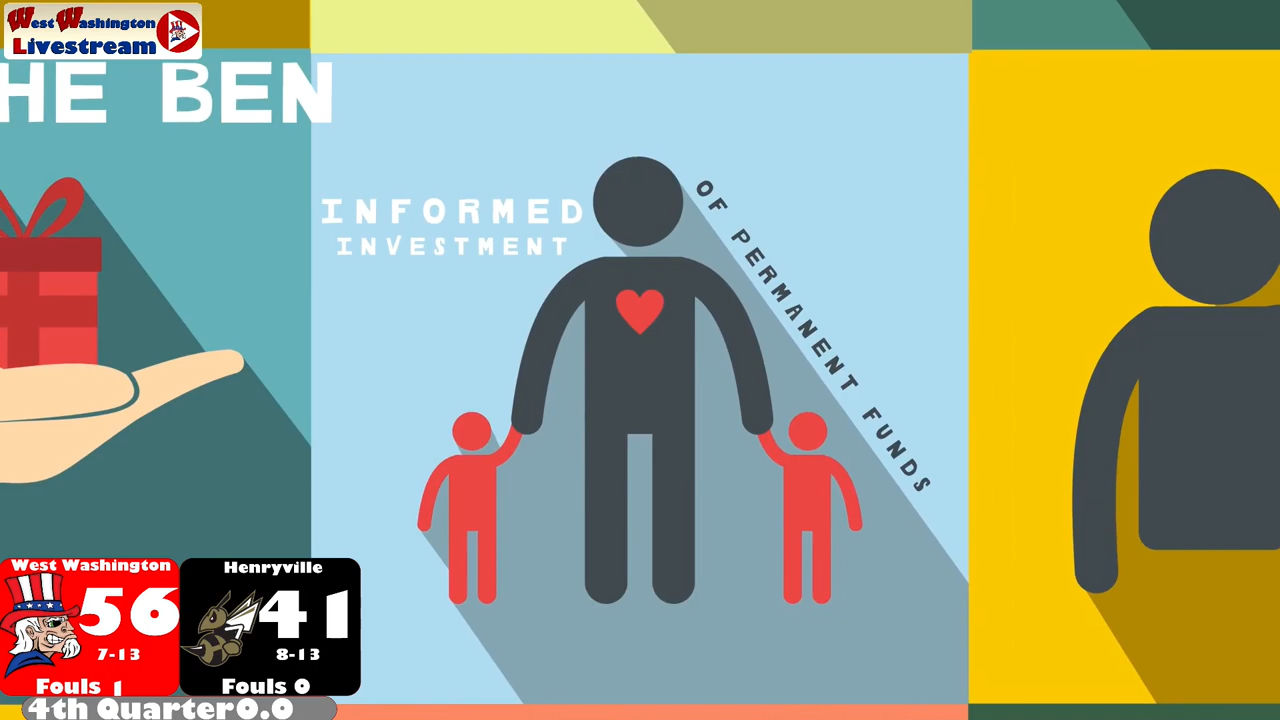 West Washington
Livestream
HE BEN
INFORMED
INVESTMENT
OF PERMANENT FUNDS
West Washington
56
7-13
Fouls 1
Henryville
41
8-13
Fouls 0
4th Quarter 0.0